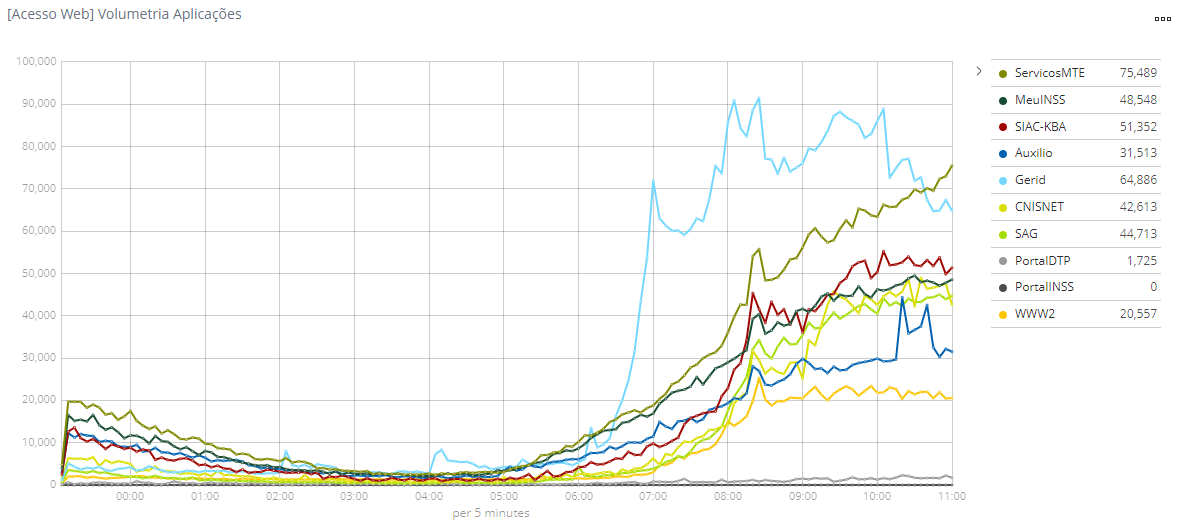 [Acesso Web] Volumetria Aplicações
100,000
90,000
80,000
70,000
60,000
50,000
40,000
30,000
20,000
10,000
0
00:00 01:00 02:00 03:00 04:00 05:00 06:00 07:00 08:00 09:00 10:00 11:00
per 5 minutes
ServicosMTE 75,489
MeuINSS 48,548
SIAC-KBA 51,352
Auxilio 31,513
Gerid 64,886
CNISNET 42,613
SAG 44,713
PortalDTP 1,725
PortalINSS 0
WWW2 20,557